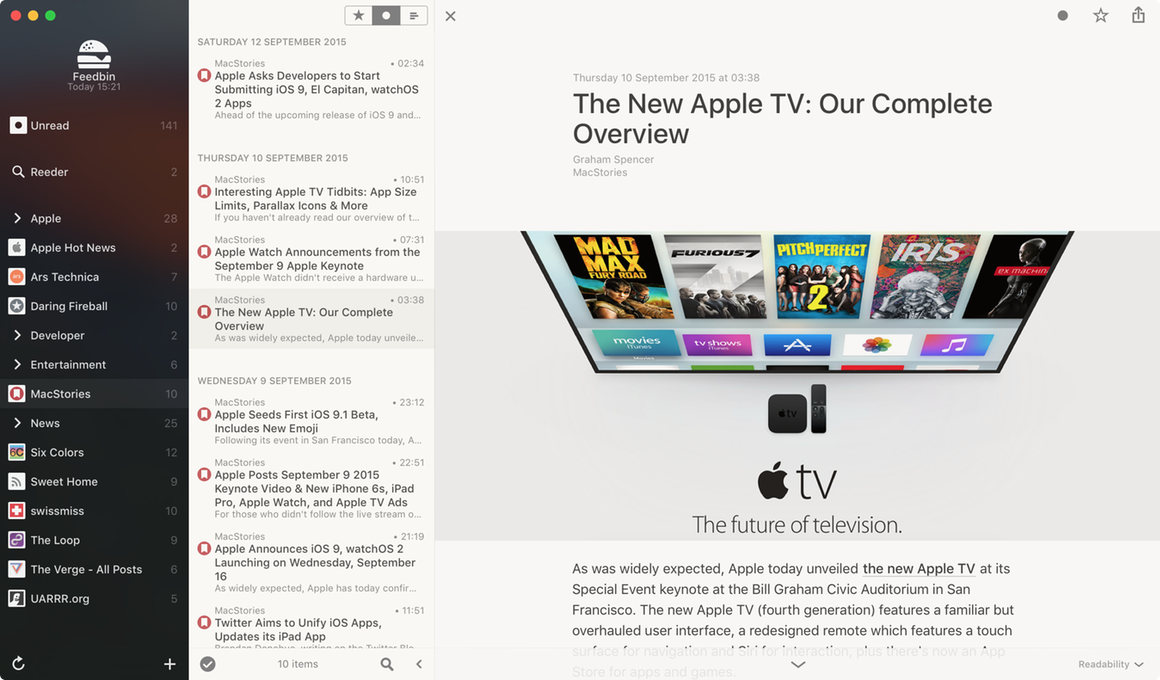 Feedbin
Today 15:21
Unread 141
Reeder 2
Apple 28
Apple Hot News 2
Ars Technica 7
Daring Fireball 10
Developer 2
Entertainment 6
MacStories 10
News 25
6C
Six Colors 12
Sweet Home 9
swissmiss 10
The Loop 9
The Verge - All Posts 6
UARRR.org 5
SATURDAY 12 SEPTEMBER 2015
MacStories • 02:34
Apple Asks Developers to Start
Submitting iOS 9, El Capitan, watchOS
2 Apps
Ahead of the upcoming release of iOS 9 and...
THURSDAY 10 SEPTEMBER 2015
MacStories • 10:51
Interesting Apple TV Tidbits: App Size
Limits, Parallax Icons & More
If you haven't already read our overview of t...
MacStories • 07:31
Apple Watch Announcements from the
September 9 Apple Keynote
The Apple Watch didn't receive a hardware u...
MacStories • 03:38
The New Apple TV: Our Complete
Overview
As was widely expected, Apple today unveile...
WEDNESDAY 9 SEPTEMBER 2015
MacStories • 23:12
Apple Seeds First iOS 9.1 Beta,
Includes New Emoji
Following its event in San Francisco today, A...
MacStories • 22:51
Apple Posts September 9 2015
Keynote Video & New iPhone 6s, iPad
Pro, Apple Watch, and Apple TV Ads
For those who didn't follow the live stream o...
MacStories • 21:19
Apple Announces iOS 9, watchOS 2
Launching on Wednesday, September
16
As widely expected, Apple has today confir...
MacStories • 11:51
Twitter Aims to Unify iOS Apps,
Updates its iPad App
Brandon Donohue, writing on the Twitter Blo...
10 items
Thursday 10 September 2015 at 03:38
The New Apple TV: Our Complete
Overview
Graham Spencer
MacStories
MAD
MAX
FURY ROAD
FURIOUS 7
PITCH PERFECT
2
IRIS
EX MACHINA
movies
iTunes
tv shows
iTunes
Movies
tv
tv
The future of television.
As was widely expected, Apple today unveiled the new Apple TV at its
Special Event keynote at the Bill Graham Civic Auditorium in San
Francisco. The new Apple TV (fourth generation) features a familiar but
overhauled user interface, a redesigned remote which features a touch
surface for navigation and Siri for interaction, plus there's now an App
Store for apps and games.
Readability